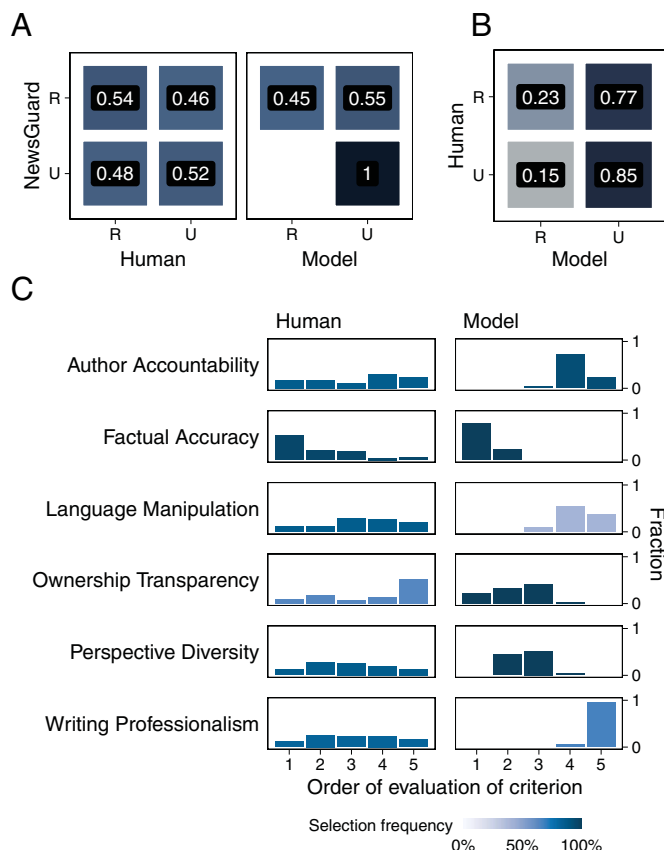 A
B
NewsGuard
R
U
0.54
0.46
0.48
0.52
R
U
Human
0.45
0.55
1
R
U
Model
Human
R
U
0.23
0.77
0.15
0.85
R
U
Model
C
Human
Model
Author Accountability
1
0
Factual Accuracy
1
0
Language Manipulation
1
0
Ownership Transparency
1
0
Perspective Diversity
1
0
Writing Professionalism
1
0
Fraction
1 2 3 4 5
1 2 3 4 5
Order of evaluation of criterion
Selection frequency
0% 50% 100%